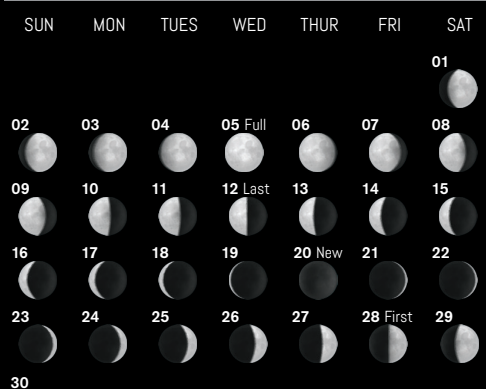 SUN MON TUES WED THUR FRI SAT
01
02 03 04 05 Full 06 07 08
09 10 11 12 Last 13 14 15
16 17 18 19 20 New 21 22
23 24 25 26 27 28 First 29
30